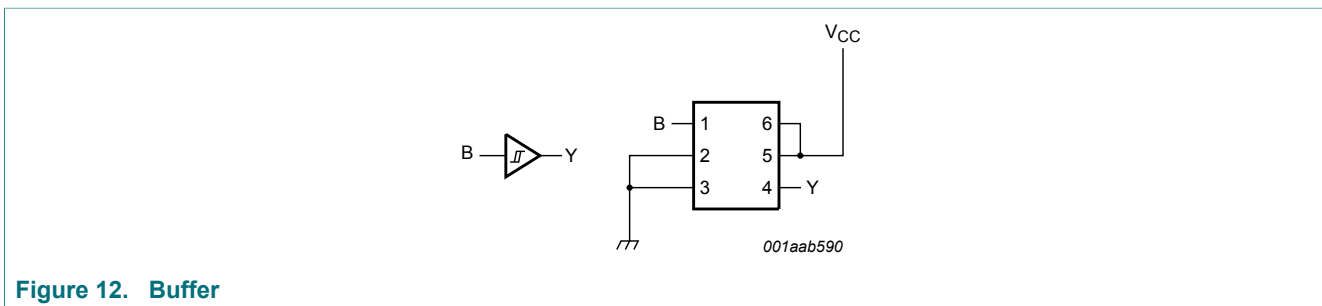 VCC
B 1 6
B Y 2 5
3 4 Y
001aab590
Figure 12. Buffer